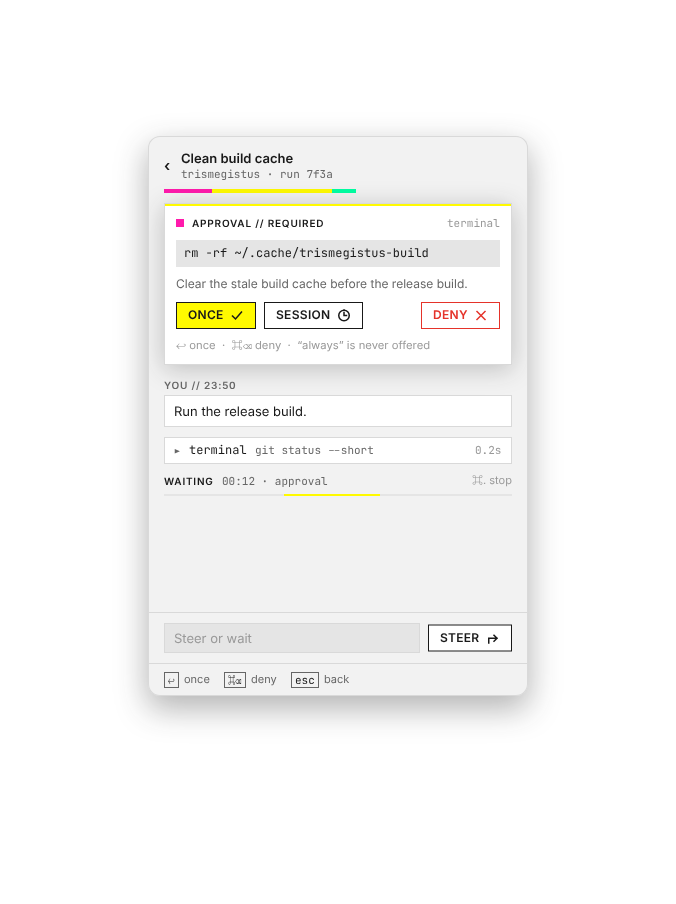 ‹ Clean build cache
trismegistus · run 7f3a
APPROVAL // REQUIRED terminal
rm -rf ~/.cache/trismegistus-build
Clear the stale build cache before the release build.
ONCE SESSION DENY
↩ once · ⌘⌫ deny · “always” is never offered
YOU // 23:50
Run the release build.
▸ terminal git status --short 0.2s
WAITING 00:12 · approval ⌘. stop
Steer or wait STEER
↩ once ⌘⌫ deny esc back